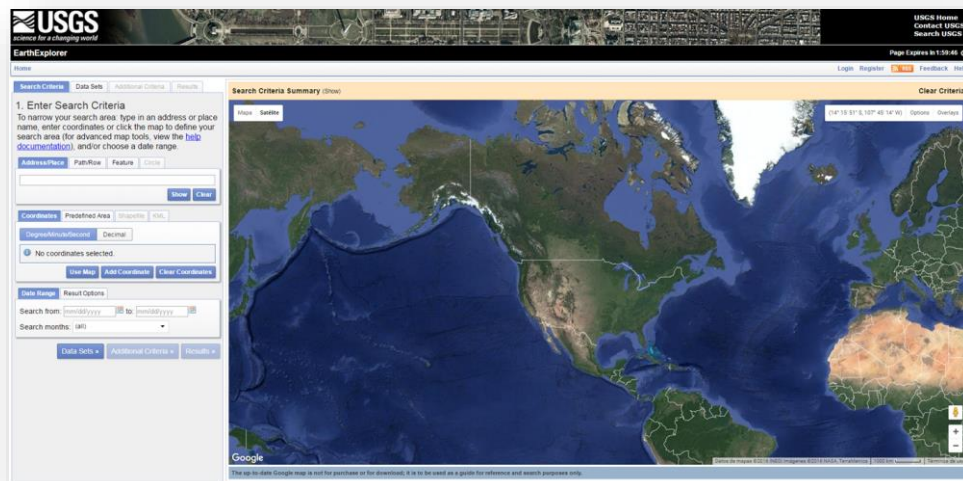 USGS
science for a changing world
USGS Home
Contact USGS
Search USGS
EarthExplorer
Page Expires In 1:59:46
Home
Login Register RSS Feedback Hel
Search Criteria Data Sets Additional Criteria Results
1. Enter Search Criteria
To narrow your search area: type in an address or place
name, enter coordinates or click the map to define your
search area (for advanced map tools, view the help
documentation), and/or choose a date range.
Address/Place Path/Row Feature Circle
Show Clear
Coordinates Predefined Area Shapefile KML
Degree/Minute/Second Decimal
No coordinates selected.
Use Map Add Coordinate Clear Coordinates
Date Range Result Options
Search from: mm/dd/yyyy to: mm/dd/yyyy
Search months: (all)
Data Sets » Additional Criteria » Results »
Search Criteria Summary (Show)
Clear Criteria
Maps Satélite
Options Overlays
Google
1000 km
The up-to-date Google map is not for purchase or for download; it is to be used as a guide for reference and search purposes only.